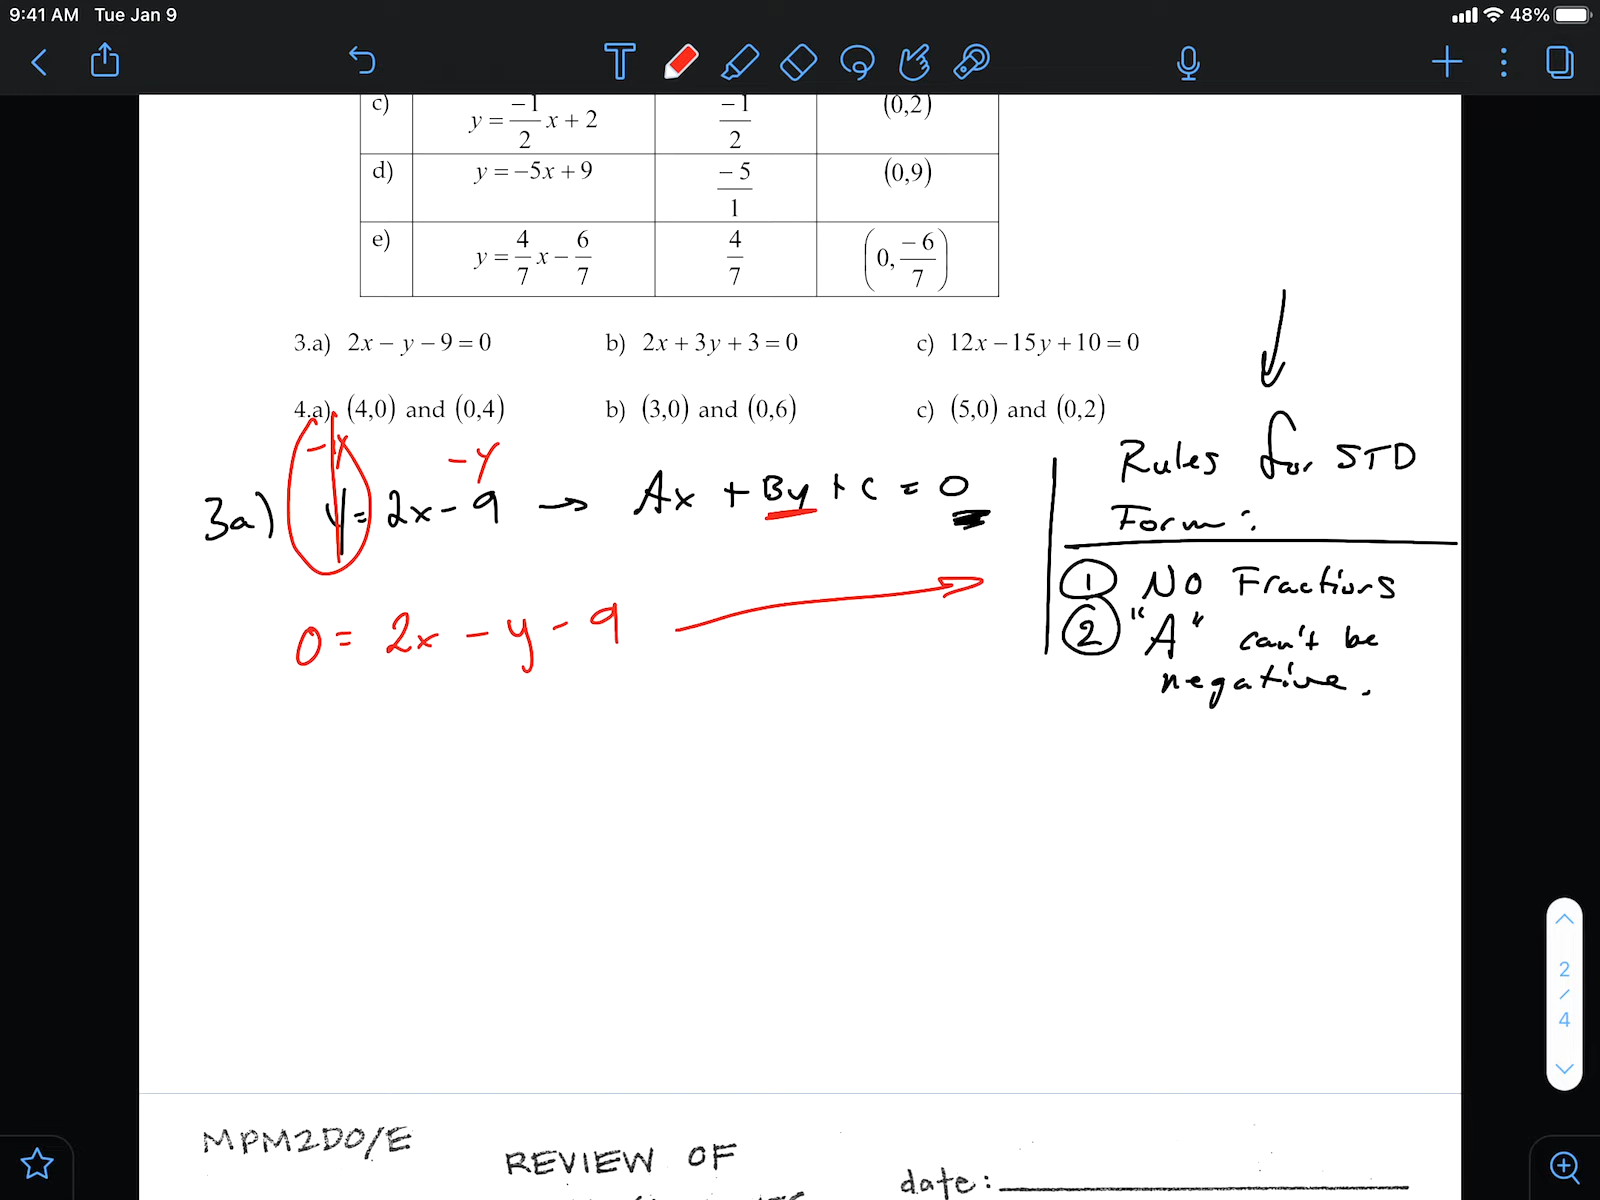 9:41 AM Tue Jan 9
48%
c) y = -1/2 x + 2 -1/2 (0,2)
d) y = -5x + 9 -5/1 (0,9)
e) y = 4/7 x - 6/7 4/7 (0, -6/7)
3.a) 2x - y - 9 = 0 b) 2x + 3y + 3 = 0 c) 12x - 15y + 10 = 0
4.a) (4,0) and (0,4) b) (3,0) and (0,6) c) (5,0) and (0,2)
-y -y
3a) y = 2x - 9 → Ax + By + C = 0
0 = 2x - y - 9
Rules for STD
Form:
① No Fractions
② "A" can't be
negative.
2
/
4
MPM2D0/E
REVIEW OF
date: